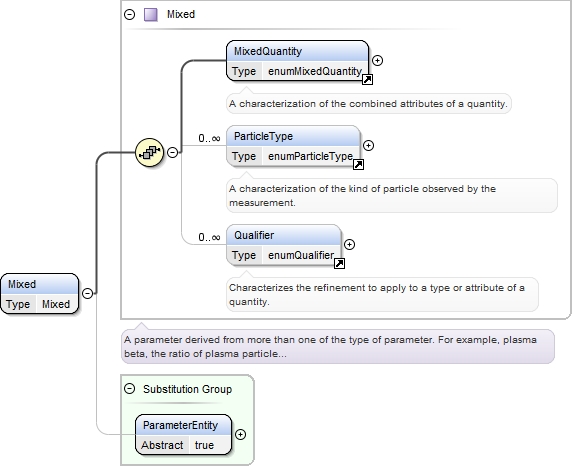 Mixed
MixedQuantity
Type enumMixedQuantity
A characterization of the combined attributes of a quantity.
0..∞
ParticleType
Type enumParticleType
A characterization of the kind of particle observed by the
measurement.
0..∞
Qualifier
Type enumQualifier
Characterizes the refinement to apply to a type or attribute of a
quantity.
Mixed
Type Mixed
A parameter derived from more than one of the type of parameter. For example, plasma
beta, the ratio of plasma particle...
Substitution Group
ParameterEntity
Abstract true